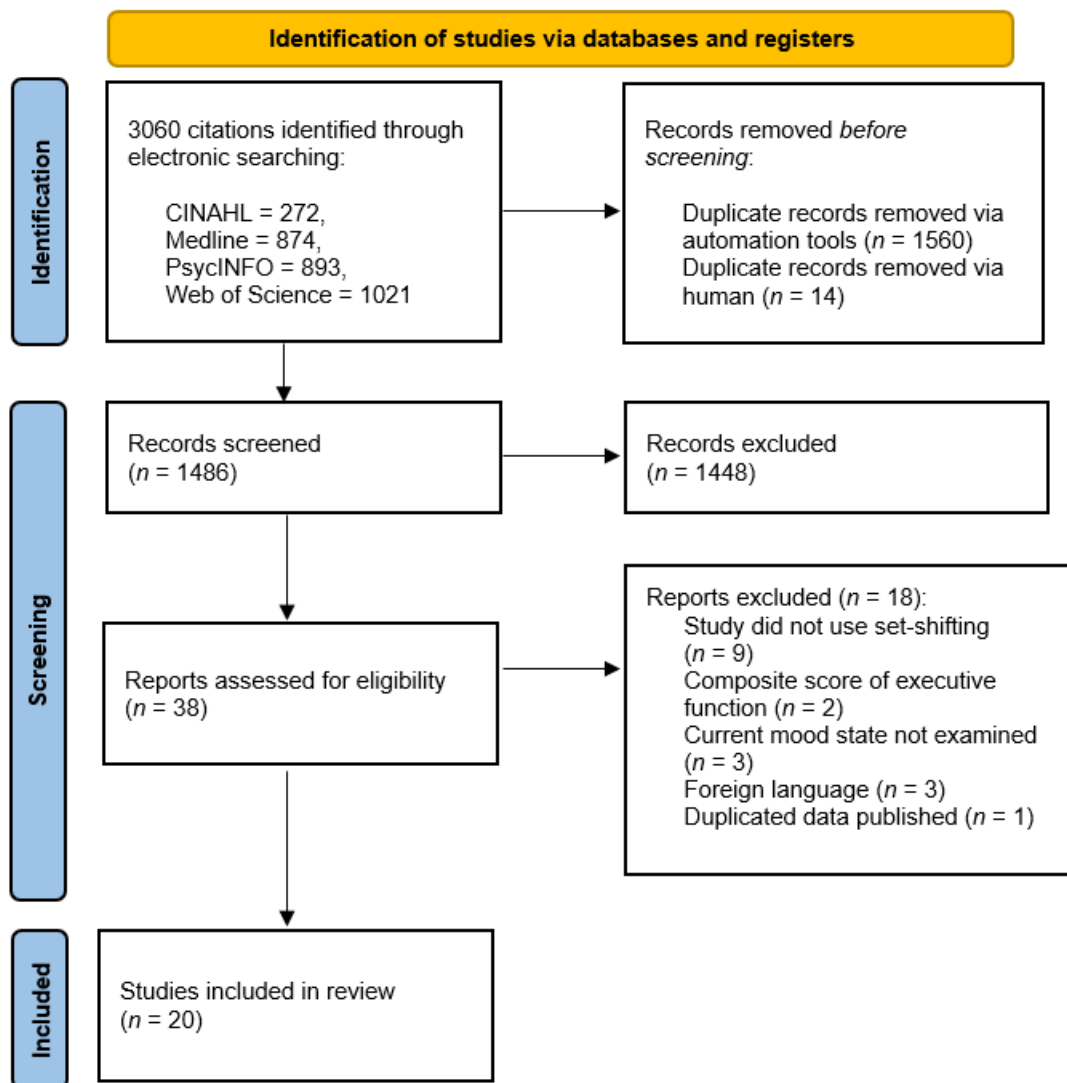 Identification of studies via databases and registers
Identification
3060 citations identified through
electronic searching:
CINAHL = 272,
Medline = 874,
PsycINFO = 893,
Web of Science = 1021
Records removed before
screening:
Duplicate records removed via
automation tools (n = 1560)
Duplicate records removed via
human (n = 14)
Screening
Records screened
(n = 1486)
Records excluded
(n = 1448)
Reports assessed for eligibility
(n = 38)
Reports excluded (n = 18):
Study did not use set-shifting
(n = 9)
Composite score of executive
function (n = 2)
Current mood state not examined
(n = 3)
Foreign language (n = 3)
Duplicated data published (n = 1)
Included
Studies included in review
(n = 20)